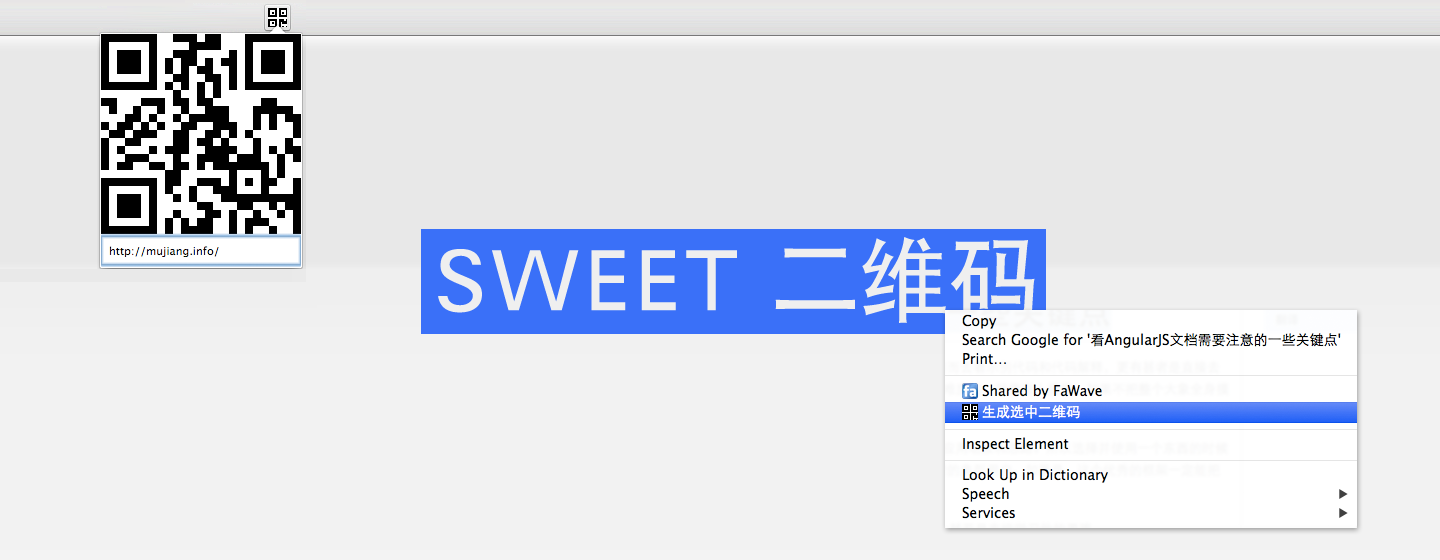 http://mujiang.info/
SWEET 二维码
Copy
Search Google for '看AngularJS文档需要注意的一些关键点'
Print...
fa Shared by FaWave
生成选中二维码
Inspect Element
Look Up in Dictionary
Speech
Services